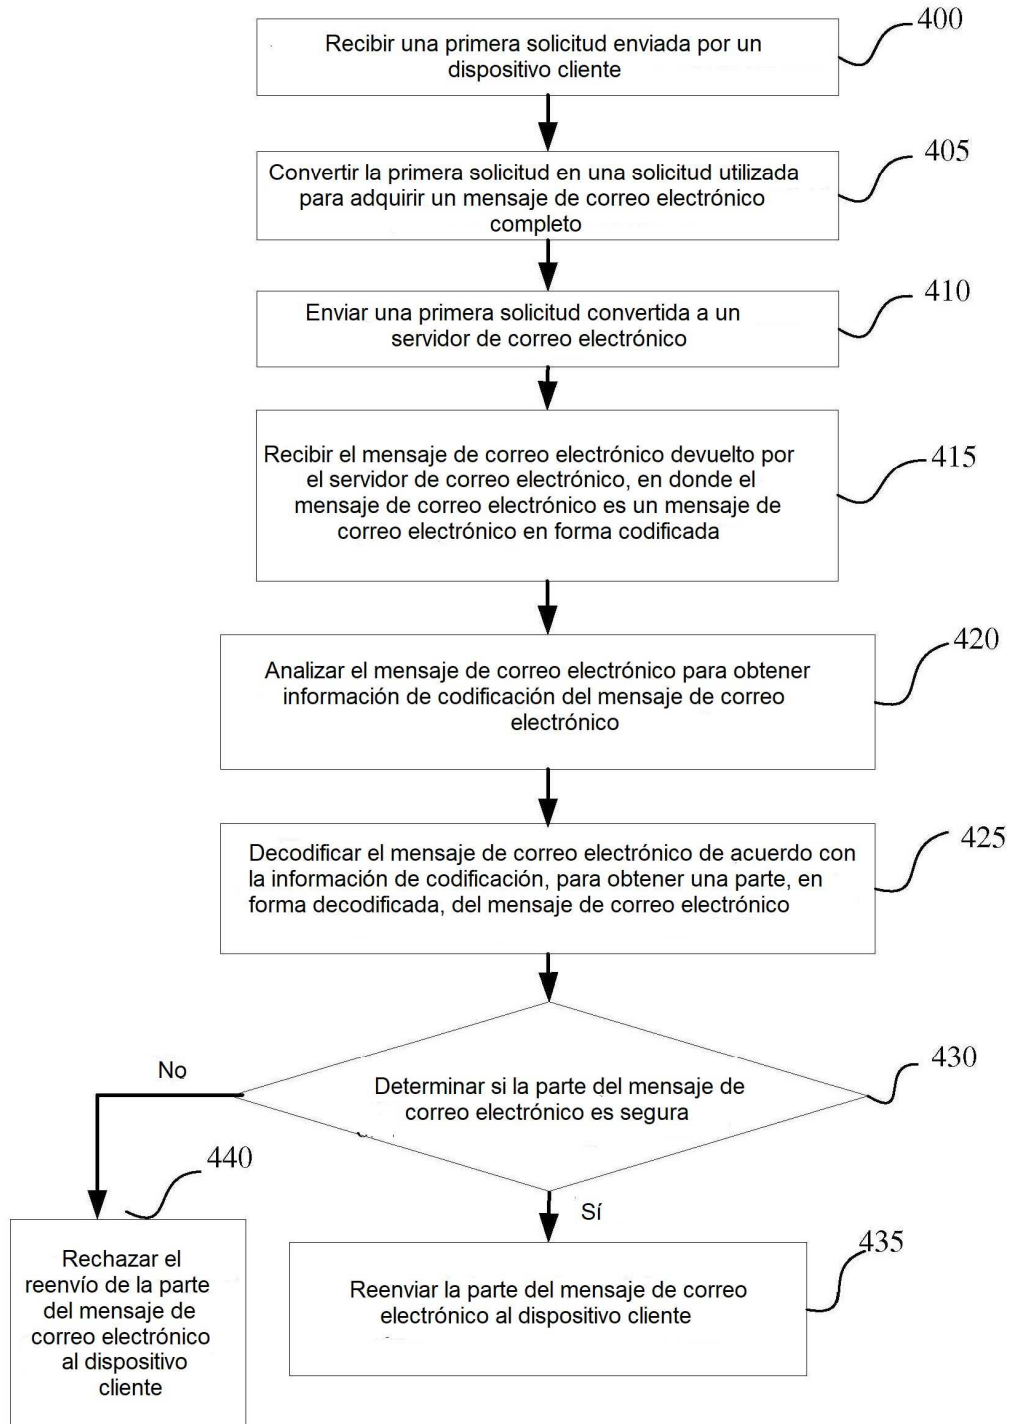 400
Recibir una primera solicitud enviada por un
dispositivo cliente
405
Convertir la primera solicitud en una solicitud utilizada
para adquirir un mensaje de correo electrónico
completo
410
Enviar una primera solicitud convertida a un
servidor de correo electrónico
415
Recibir el mensaje de correo electrónico devuelto por
el servidor de correo electrónico, en donde el
mensaje de correo electrónico es un mensaje de
correo electrónico en forma codificada
420
Analizar el mensaje de correo electrónico para obtener
información de codificación del mensaje de correo
electrónico
425
Decodificar el mensaje de correo electrónico de acuerdo con
la información de codificación, para obtener una parte, en
forma decodificada, del mensaje de correo electrónico
430
No
Determinar si la parte del mensaje de
correo electrónico es segura
440
Sí
435
Rechazar el
reenvío de la parte
del mensaje de
correo electrónico
al dispositivo
cliente
Reenviar la parte del mensaje de correo
electrónico al dispositivo cliente